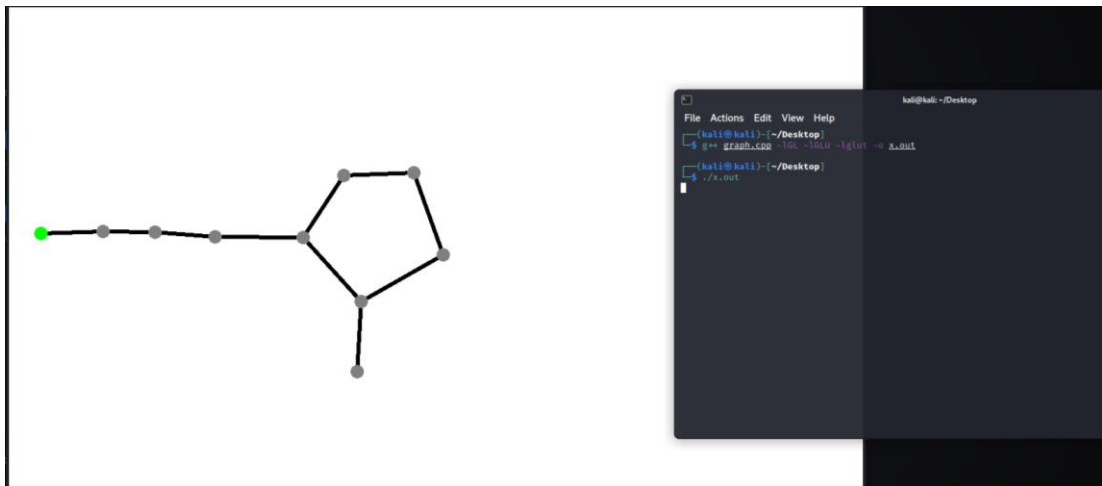 kali@kali: ~/Desktop
File Actions Edit View Help
(kali㉿kali)-[~/Desktop]
$ g++ graph.cpp -lGL -lGLU -lglut -o x.out
(kali㉿kali)-[~/Desktop]
$ ./x.out